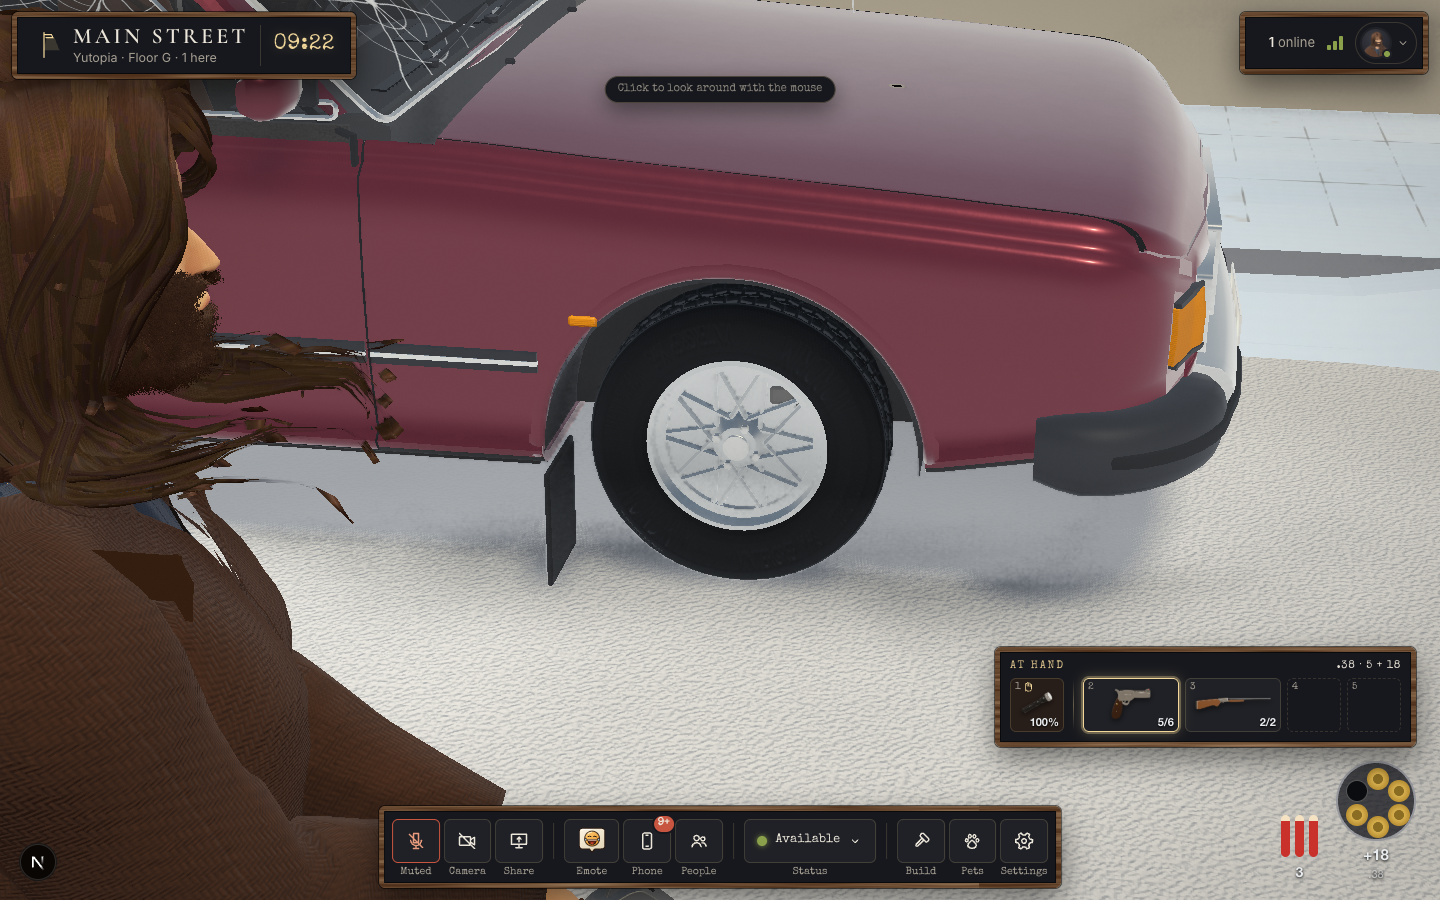 MAIN STREET
Yutopia · Floor G · 1 here
09:22
1 online
Click to look around with the mouse
AT HAND
.38 · 5 + 18
1
100%
2
5/6
3
2/2
4
5
9+
Available
Muted
Camera
Share
Emote
Phone
People
Status
Build
Pets
Settings
N
3
+18
.38